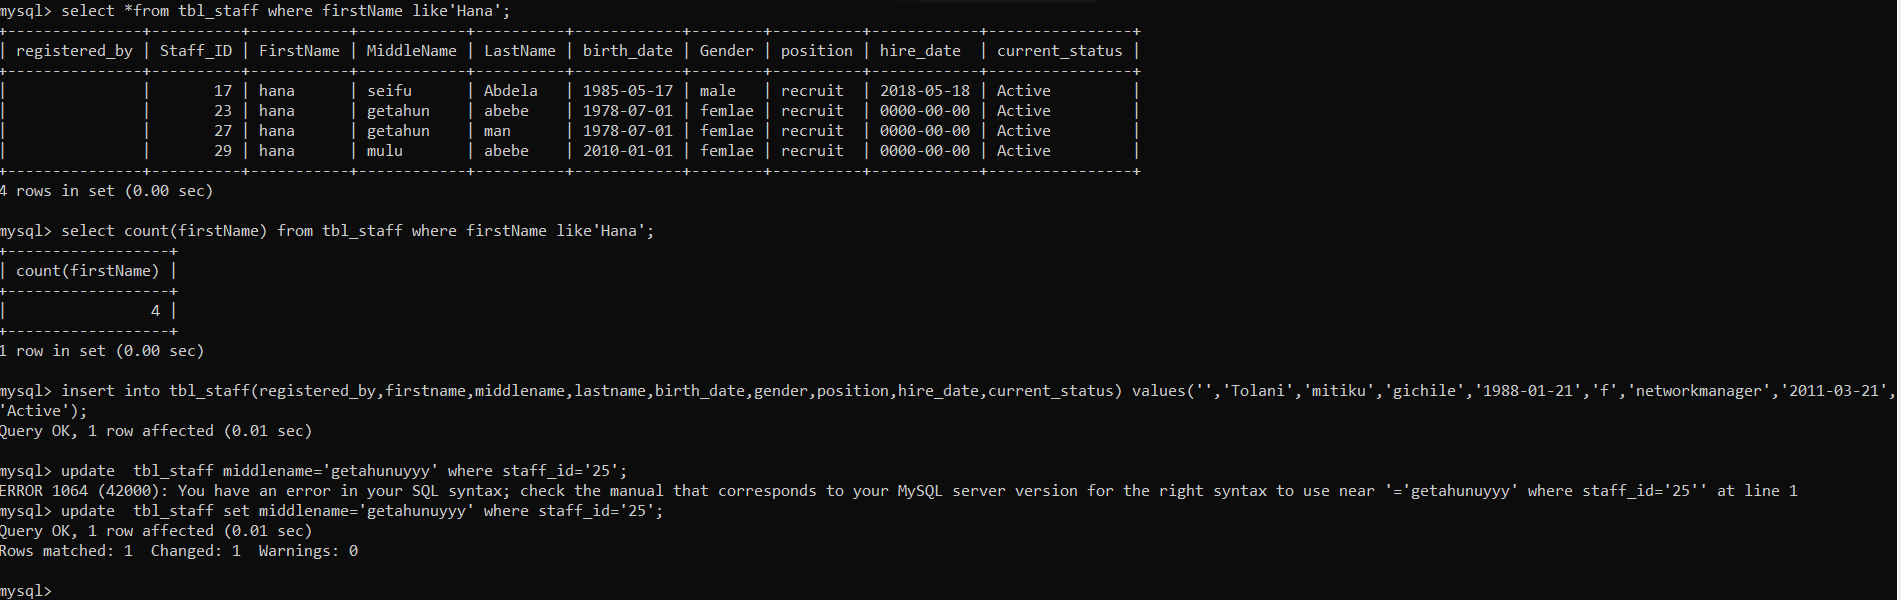 mysql> select *from tbl_staff where firstName like'Hana';
+---------------+----------+-----------+------------+----------+------------+--------+----------+------------+----------------+
| registered_by | Staff_ID | FirstName | MiddleName | LastName | birth_date | Gender | position | hire_date  | current_status |
+---------------+----------+-----------+------------+----------+------------+--------+----------+------------+----------------+
|               |       17 | hana      | seifu      | Abdela   | 1985-05-17 | male   | recruit  | 2018-05-18 | Active         |
|               |       23 | hana      | getahun    | abebe    | 1978-07-01 | femlae | recruit  | 0000-00-00 | Active         |
|               |       27 | hana      | getahun    | man      | 1978-07-01 | femlae | recruit  | 0000-00-00 | Active         |
|               |       29 | hana      | mulu       | abebe    | 2010-01-01 | femlae | recruit  | 0000-00-00 | Active         |
+---------------+----------+-----------+------------+----------+------------+--------+----------+------------+----------------+
4 rows in set (0.00 sec)
mysql> select count(firstName) from tbl_staff where firstName like'Hana';
+------------------+
| count(firstName) |
+------------------+
|                4 |
+------------------+
1 row in set (0.00 sec)
mysql> insert into tbl_staff(registered_by,firstname,middlename,lastname,birth_date,gender,position,hire_date,current_status) values('','Tolani','mitiku','gichile','1988-01-21','f','networkmanager','2011-03-21',
'Active');
Query OK, 1 row affected (0.01 sec)
mysql> update  tbl_staff middlename='getahunyyy' where staff_id='25';
ERROR 1064 (42000): You have an error in your SQL syntax; check the manual that corresponds to your MySQL server version for the right syntax to use near '='getahunuyyy' where staff_id='25'' at line 1
mysql> update  tbl_staff set middlename='getahunuyyy' where staff_id='25';
Query OK, 1 row affected (0.01 sec)
Rows matched: 1  Changed: 1  Warnings: 0
mysql>